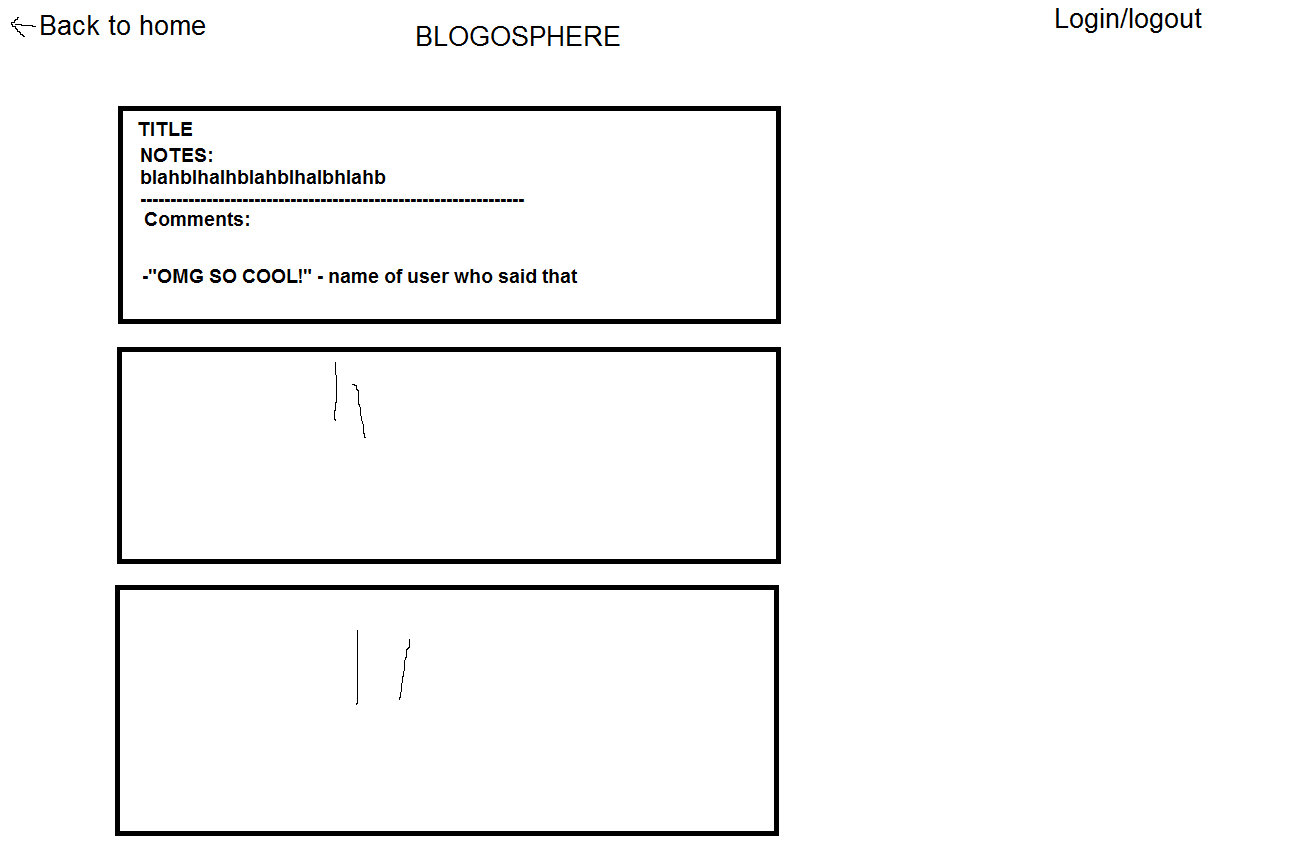 Back to home
BLOGOSPHERE
Login/logout
TITLE
NOTES:
blahblhalhblahblhalbhlahb
----------------------------------------------------------------
Comments:
-"OMG SO COOL!" - name of user who said that